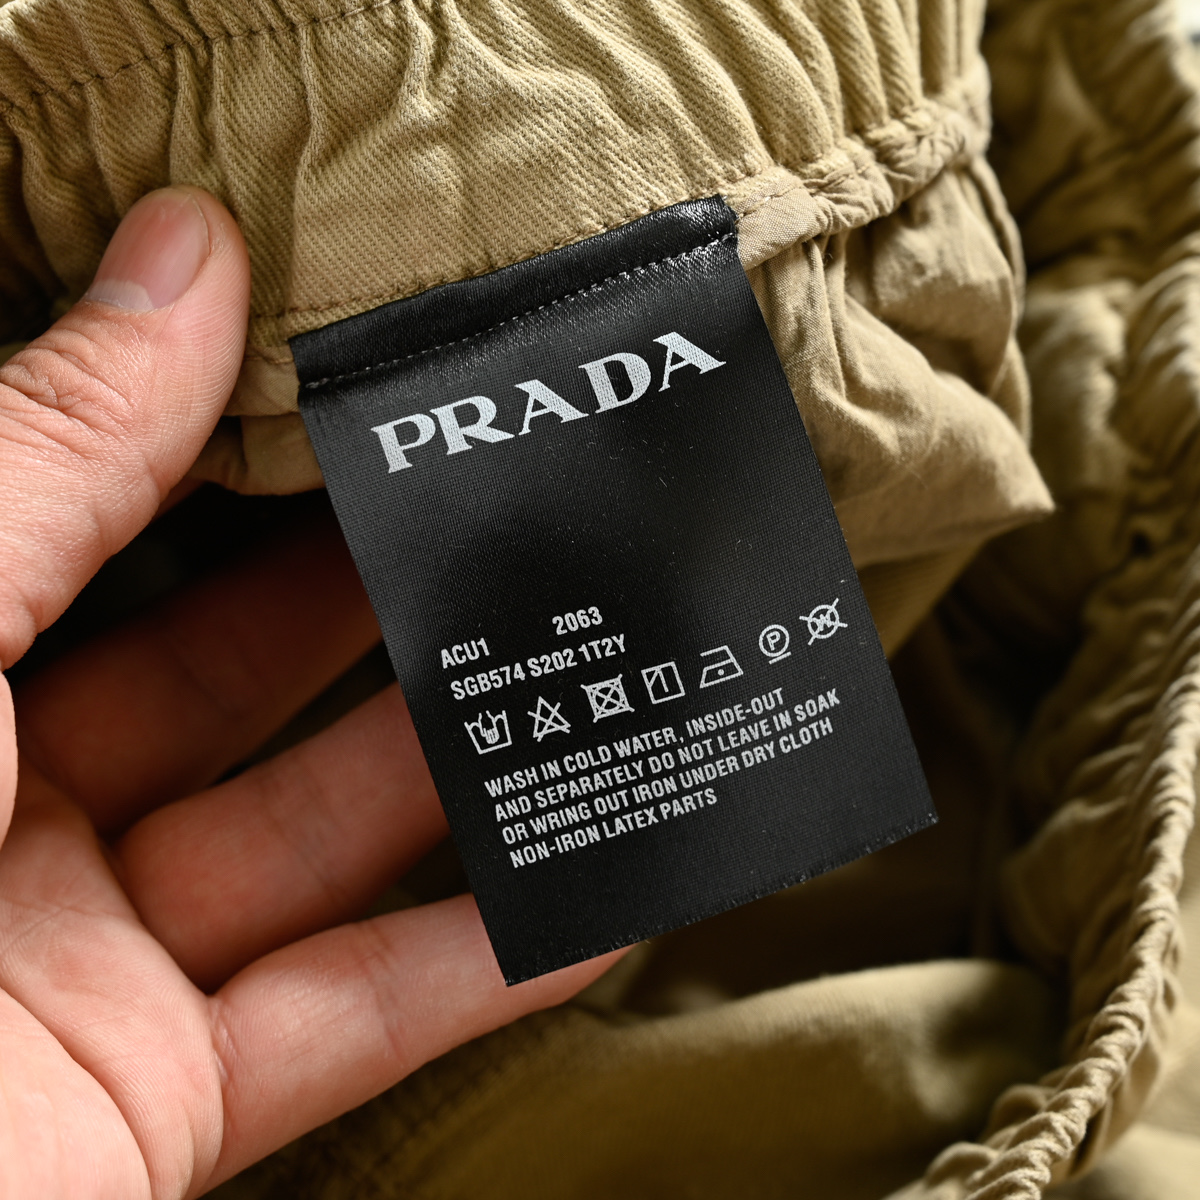 PRADA
ACU1 2063
SGB574 S202 1T2Y
P W
WASH IN COLD WATER, INSIDE-OUT
AND SEPARATELY DO NOT LEAVE IN SOAK
OR WRING OUT IRON UNDER DRY CLOTH
NON-IRON LATEX PARTS